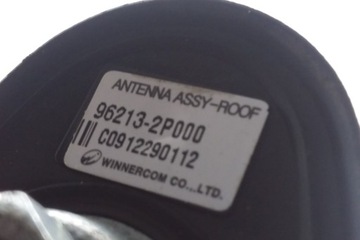 ANTENNA ASSY-ROOF
96213-2P000
C0912290112
WINNERCOM CO.,LTD.